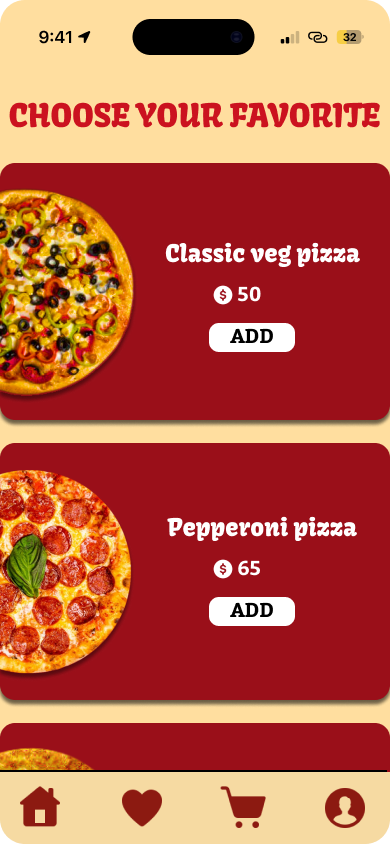 9:41
32
CHOOSE YOUR FAVORITE
Classic veg pizza
$ 50
ADD
Pepperoni pizza
$ 65
ADD